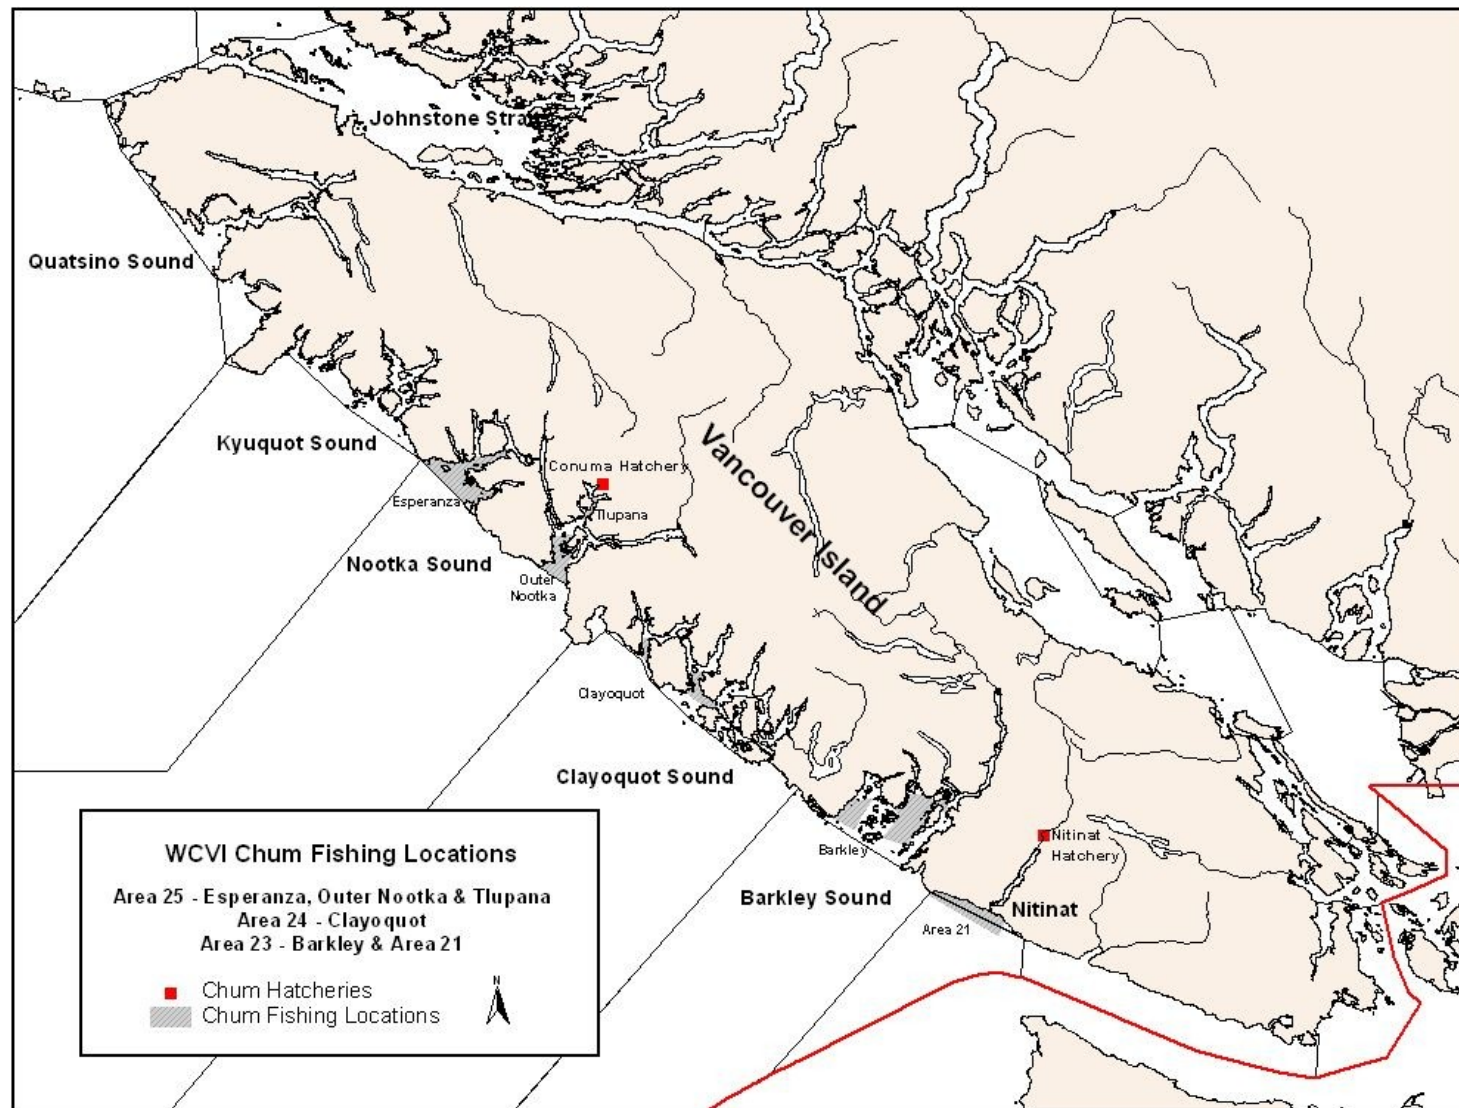 Johnstone Stra
Quatsino Sound
Kyuquot Sound
Conuma Hatchery
Esperanza
Tlupana
Vancouver Island
Nootka Sound
Outer
Nootka
Clayoquot
Clayoquot Sound
Barkley
Nitinat
Hatchery
Barkley Sound
Nitinat
Area 21
WCVI Chum Fishing Locations
Area 25 - Esperanza, Outer Nootka & Tlupana
Area 24 - Clayoquot
Area 23 - Barkley & Area 21
Chum Hatcheries
Chum Fishing Locations
N